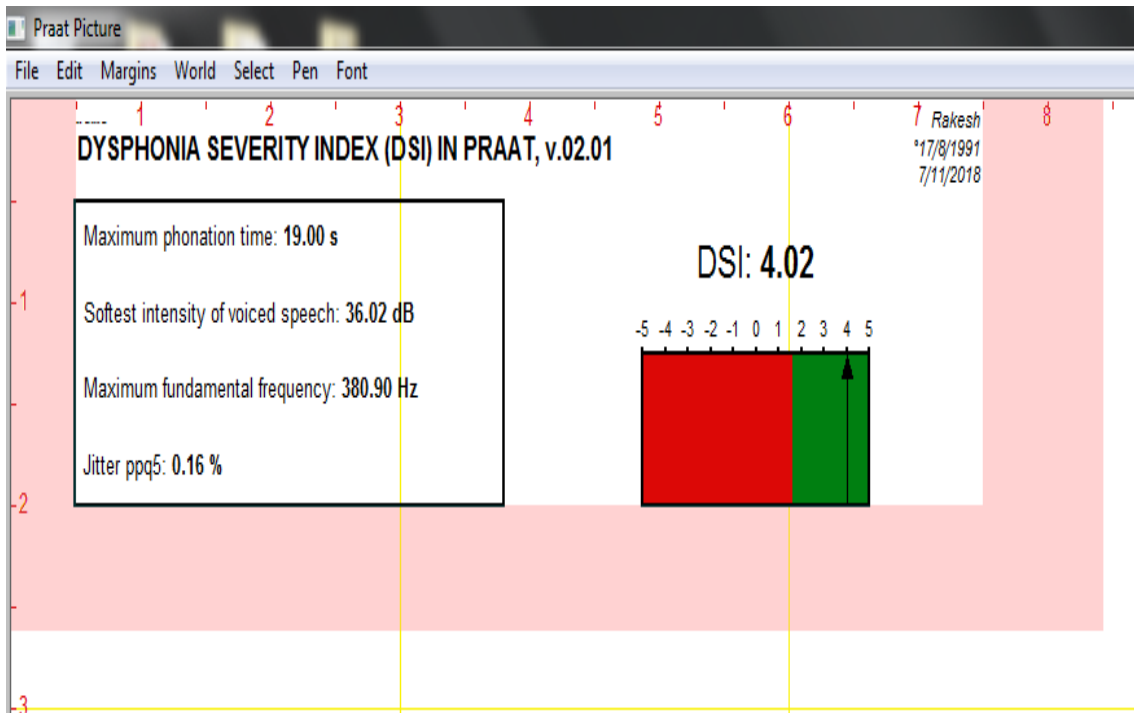 Praat Picture
File Edit Margins World Select Pen Font
1 2 3 4 5 6 7 8
Rakesh
DYSPHONIA SEVERITY INDEX (DSI) IN PRAAT, v.02.01
°17/8/1991
7/11/2018
Maximum phonation time: 19.00 s
DSI: 4.02
1
Softest intensity of voiced speech: 36.02 dB
-5 -4 -3 -2 -1 0 1 2 3 4 5
Maximum fundamental frequency: 380.90 Hz
Jitter ppq5: 0.16 %
2
3